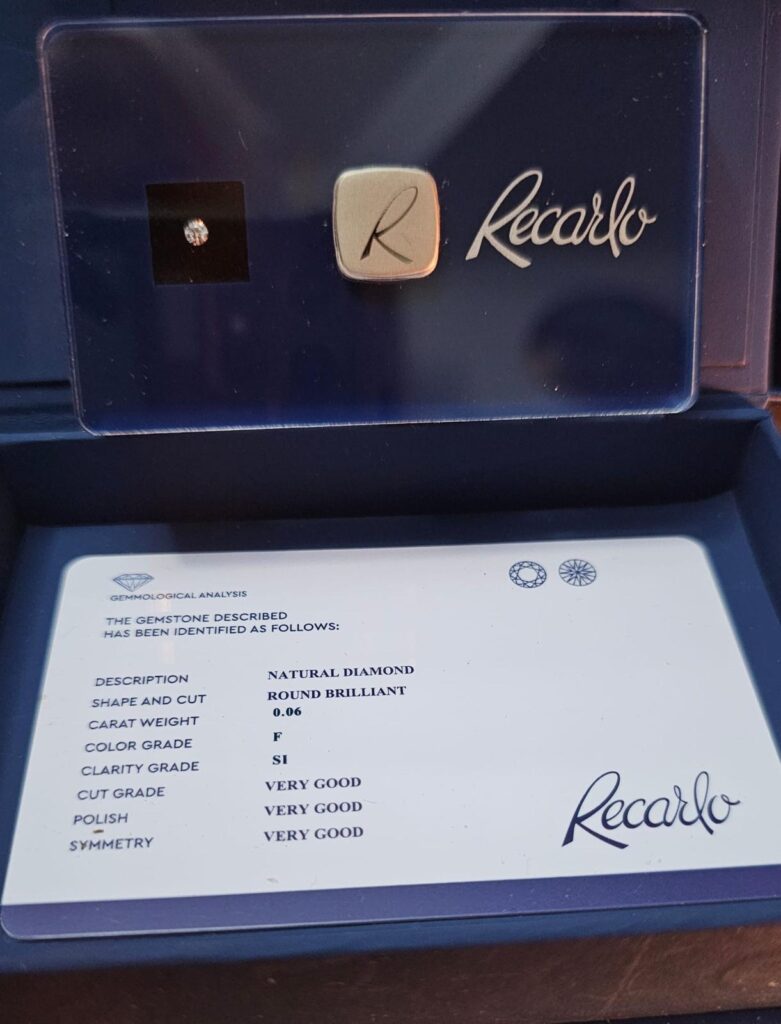 R
Recarlo
GEMMOLOGICAL ANALYSIS
THE GEMSTONE DESCRIBED
HAS BEEN IDENTIFIED AS FOLLOWS:
DESCRIPTION NATURAL DIAMOND
SHAPE AND CUT ROUND BRILLIANT
CARAT WEIGHT 0.06
COLOR GRADE F
CLARITY GRADE SI
CUT GRADE VERY GOOD
POLISH VERY GOOD
SYMMETRY VERY GOOD
Recarlo